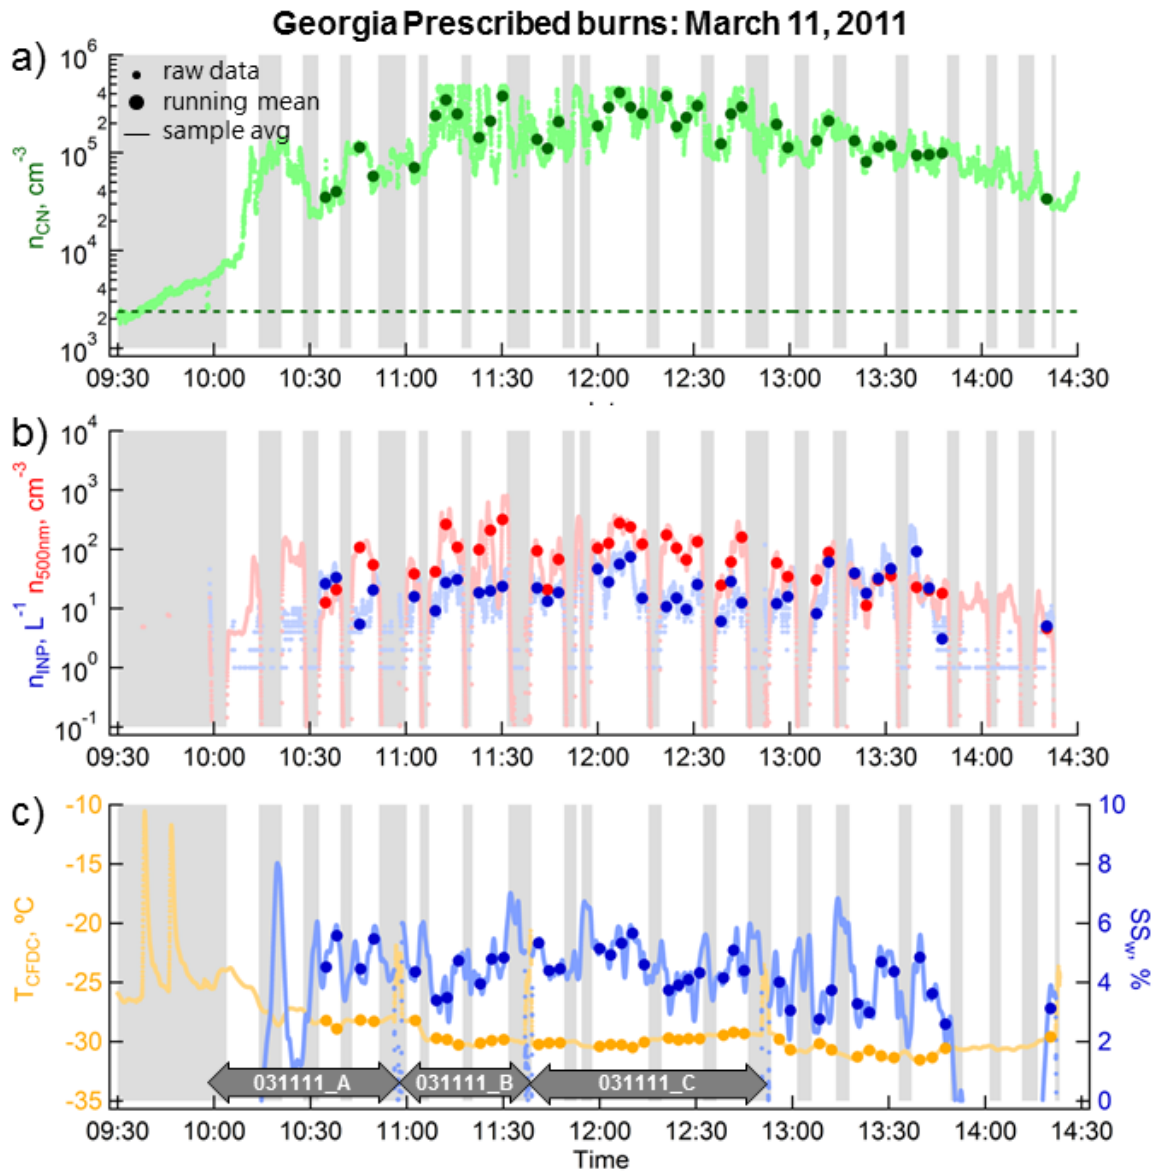 Georgia Prescribed burns: March 11, 2011
a)
raw data
running mean
sample avg
n_CN, cm^-3
10^6
4
2
10^5
4
2
10^4
4
2
10^3
09:30 10:00 10:30 11:00 11:30 12:00 12:30 13:00 13:30 14:00 14:30
b)
n_INP, L^-1 n_500nm, cm^-3
10^4
10^3
10^2
10^1
10^0
10^-1
09:30 10:00 10:30 11:00 11:30 12:00 12:30 13:00 13:30 14:00 14:30
c)
T_CFDC, ºC
-10
-15
-20
-25
-30
-35
10
8
6
4
2
0
SS_w, %
031111_A 031111_B 031111_C
09:30 10:00 10:30 11:00 11:30 12:00 12:30 13:00 13:30 14:00 14:30
Time